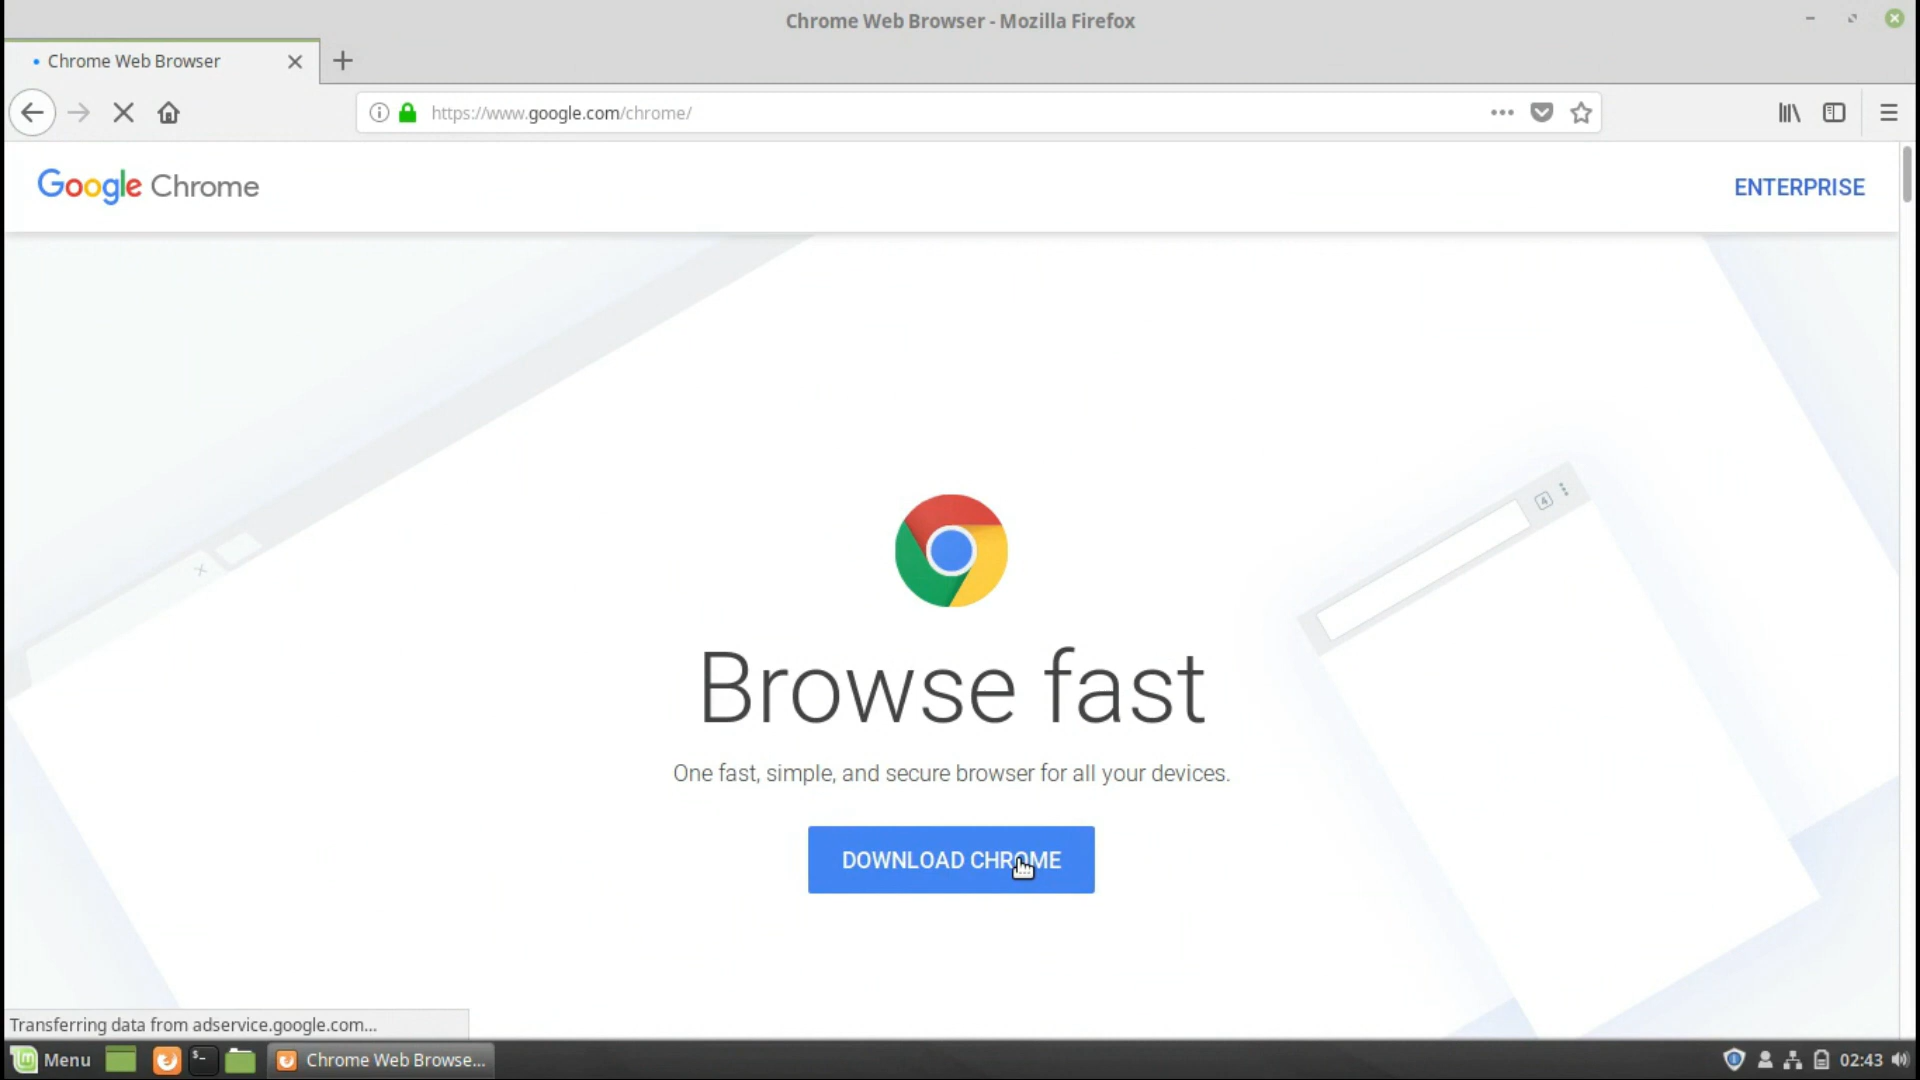 Chrome Web Browser - Mozilla Firefox
Chrome Web Browser
https://www.google.com/chrome/
Google Chrome
ENTERPRISE
4
Browse fast
One fast, simple, and secure browser for all your devices.
DOWNLOAD CHROME
Transferring data from adservice.google.com...
Menu
$-
Chrome Web Browse...
02:43